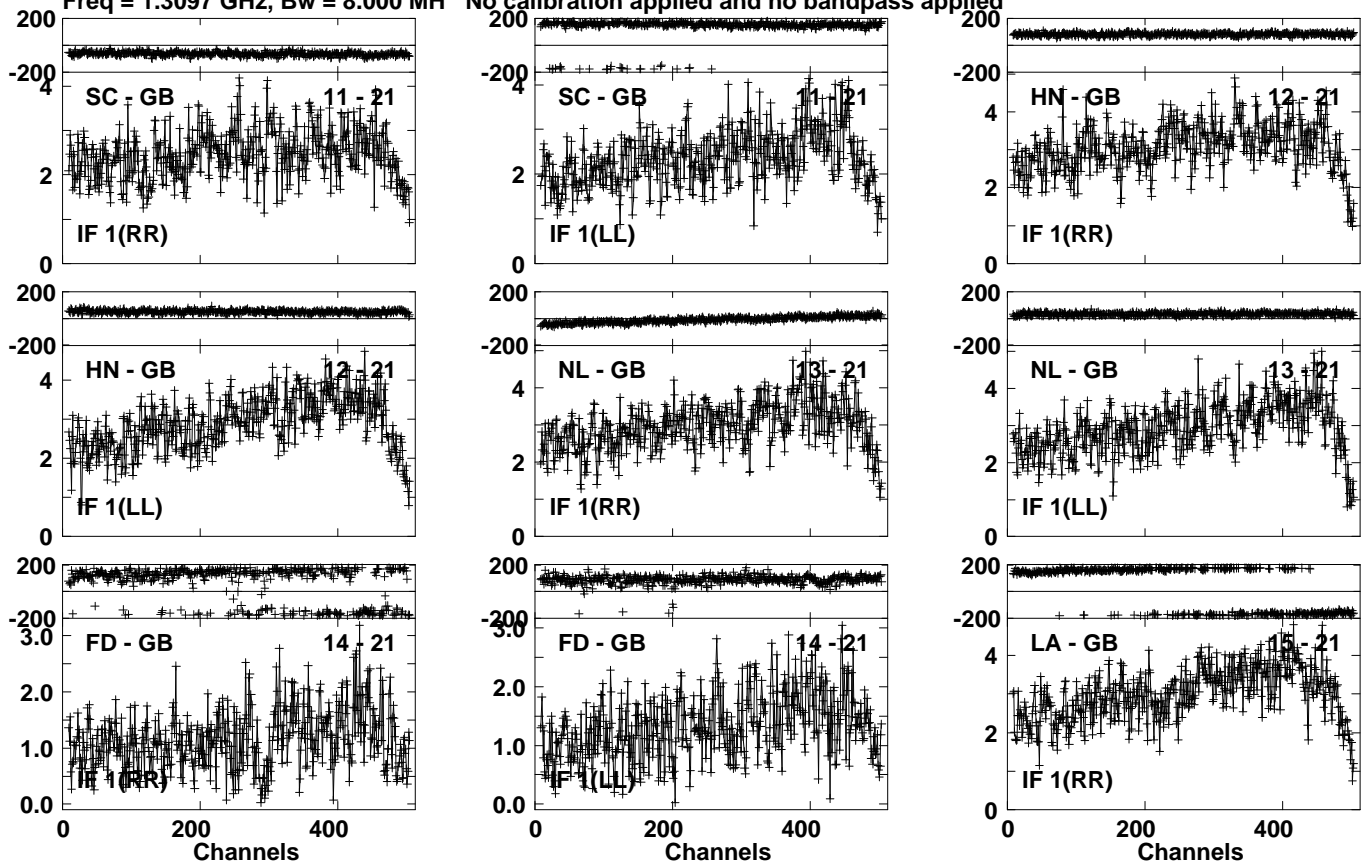 Freq = 1.3097 GHz, Bw = 8.000 MH No calibration applied and no bandpass applied
200
-200
4
2
0
SC - GB 11 - 21
IF 1(RR)
200
-200
4
2
0
SC - GB 11 - 21
IF 1(LL)
200
-200
4
2
0
HN - GB 12 - 21
IF 1(RR)
200
-200
4
2
0
HN - GB 12 - 21
IF 1(LL)
200
-200
4
2
0
NL - GB 13 - 21
IF 1(RR)
200
-200
4
2
0
NL - GB 13 - 21
IF 1(LL)
200
-200
3.0
2.0
1.0
0.0
FD - GB 14 - 21
IF 1(RR)
0 200 400
Channels
200
-200
3.0
2.0
1.0
0.0
FD - GB 14 - 21
IF 1(LL)
0 200 400
Channels
200
-200
4
2
0
LA - GB 15 - 21
IF 1(RR)
0 200 400
Channels